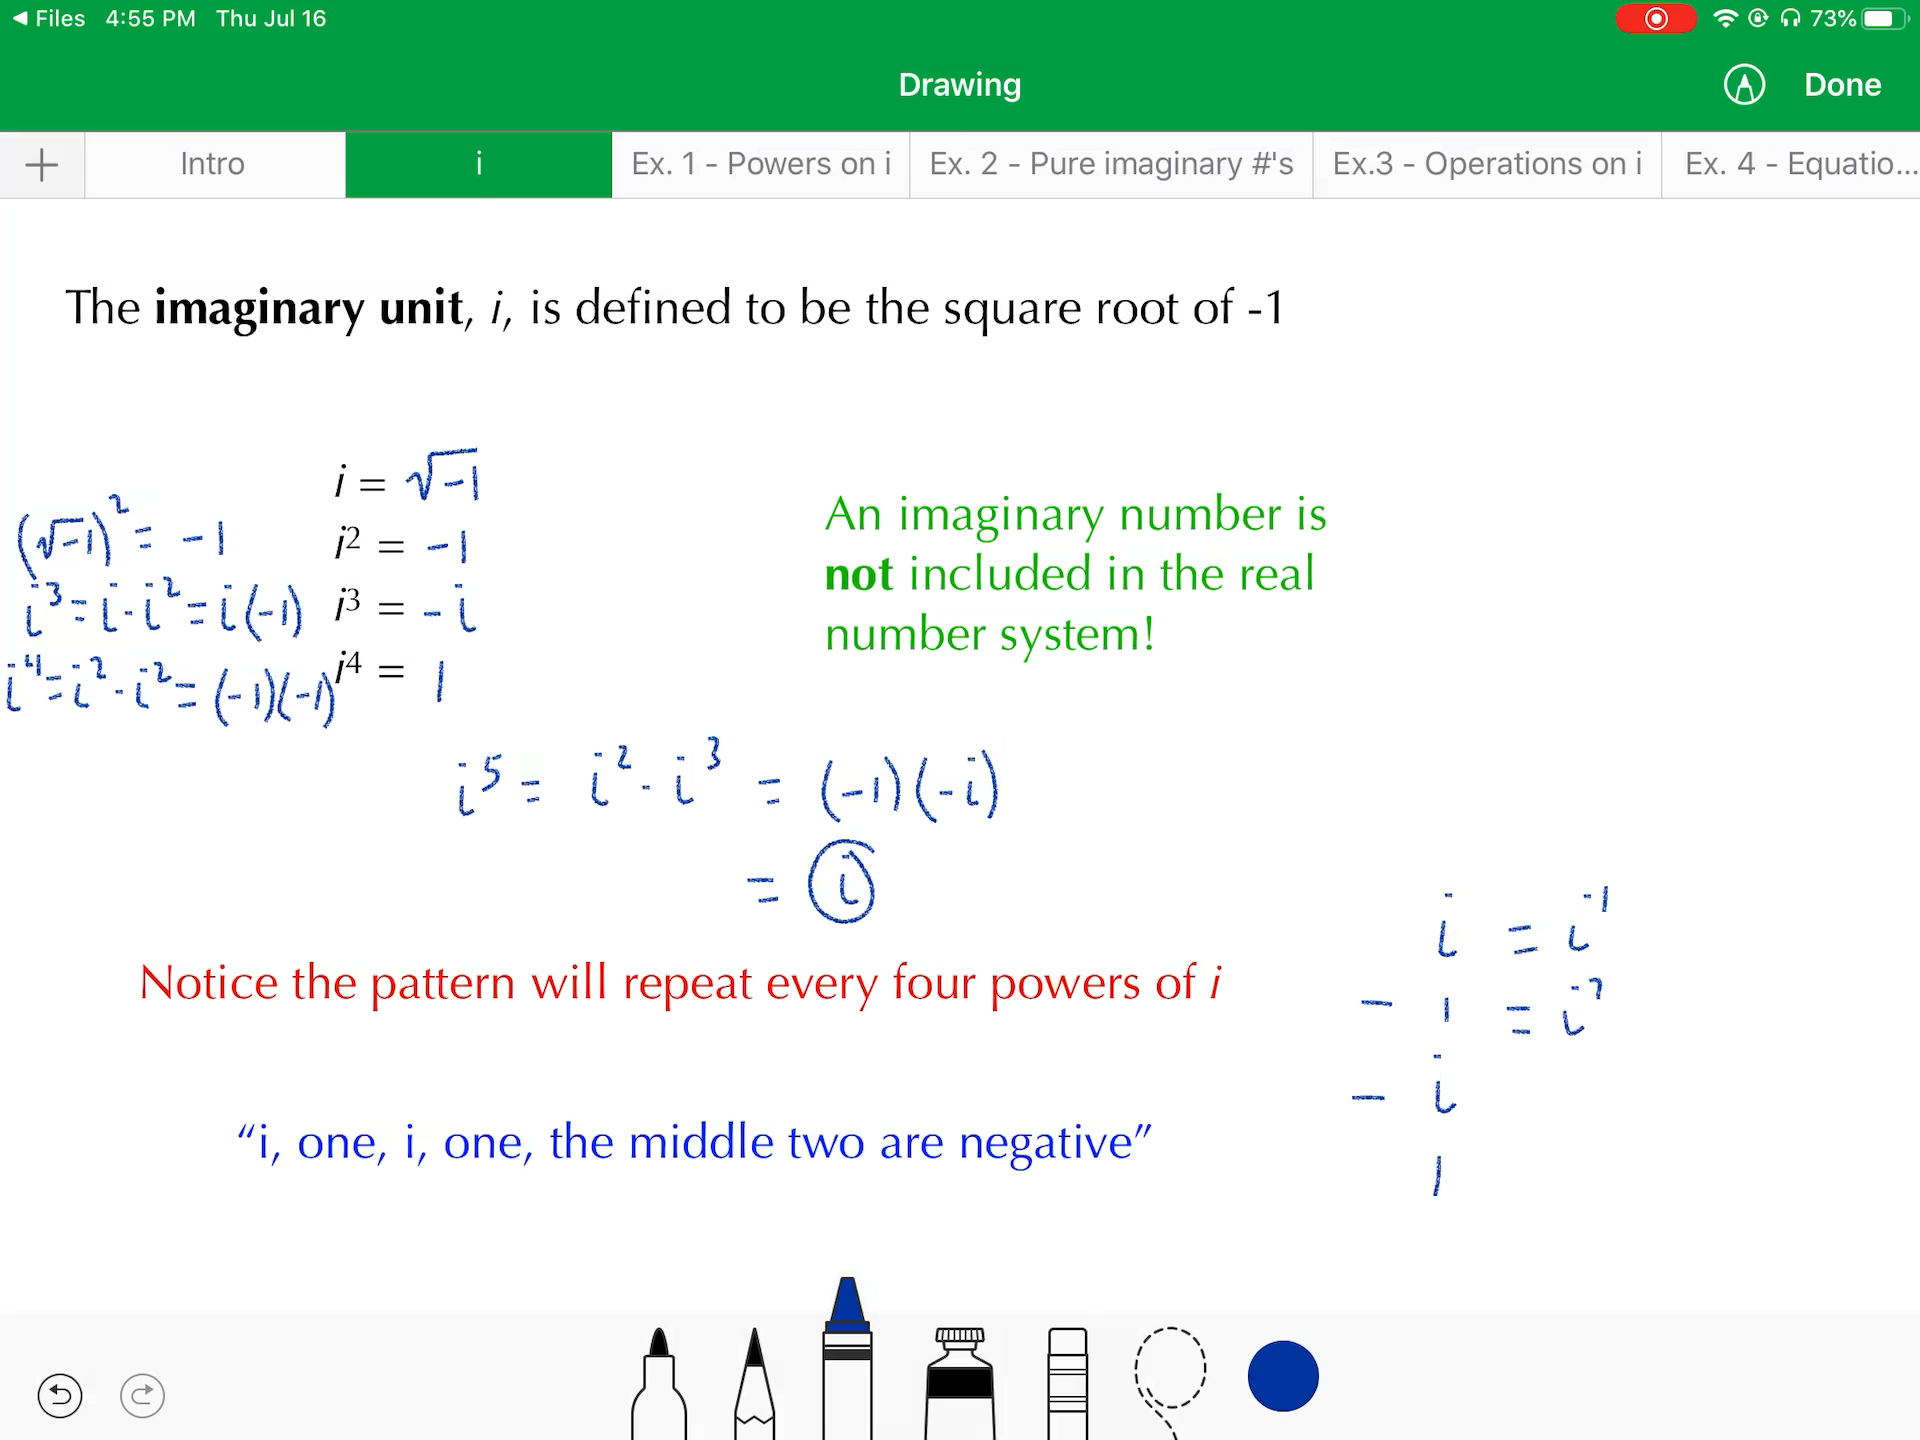 Files 4:55 PM Thu Jul 16 73%
Drawing Done
Intro i Ex. 1 - Powers on i Ex. 2 - Pure imaginary #'s Ex.3 - Operations on i Ex. 4 - Equatio...
The imaginary unit, i, is defined to be the square root of -1
i = √-1
(√-1)² = -1 i2 = -1
i³ = i · i² = i(-1) i3 = -i
i⁴ = i² · i² = (-1)(-1) i4 = 1
An imaginary number is
not included in the real
number system!
i⁵ = i² · i³ = (-1)(-i)
= i
Notice the pattern will repeat every four powers of i
"i, one, i, one, the middle two are negative"
i = i¹
- 1 = i²
- i
1